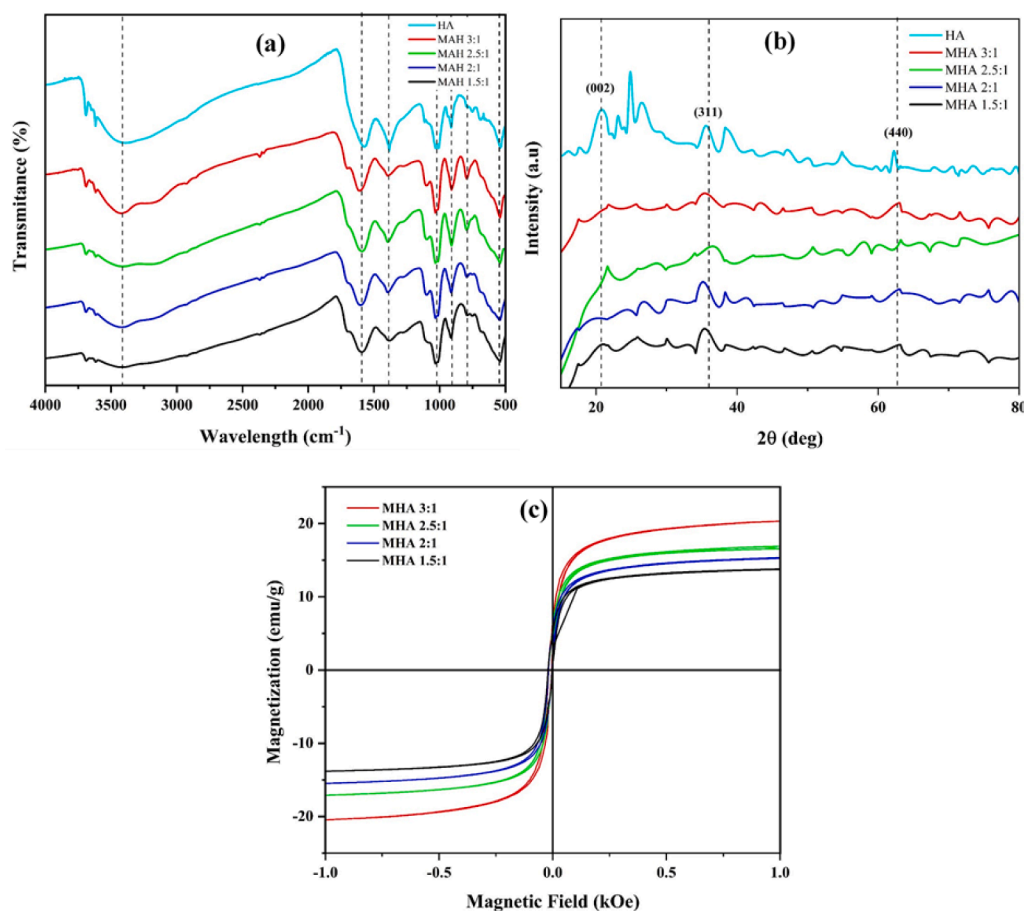 (a)
HA
MAH 3:1
MAH 2.5:1
MAH 2:1
MAH 1.5:1
Transmitance (%)
4000 3500 3000 2500 2000 1500 1000 500
Wavelength (cm⁻¹)
(b)
HA
MHA 3:1
MHA 2.5:1
MHA 2:1
MHA 1.5:1
(002)
(311)
(440)
Intensity (a.u)
20 40 60 80
2θ (deg)
(c)
MHA 3:1
MHA 2.5:1
MHA 2:1
MHA 1.5:1
Magnetization (emu/g)
20
10
0
-10
-20
-1.0 -0.5 0.0 0.5 1.0
Magnetic Field (kOe)